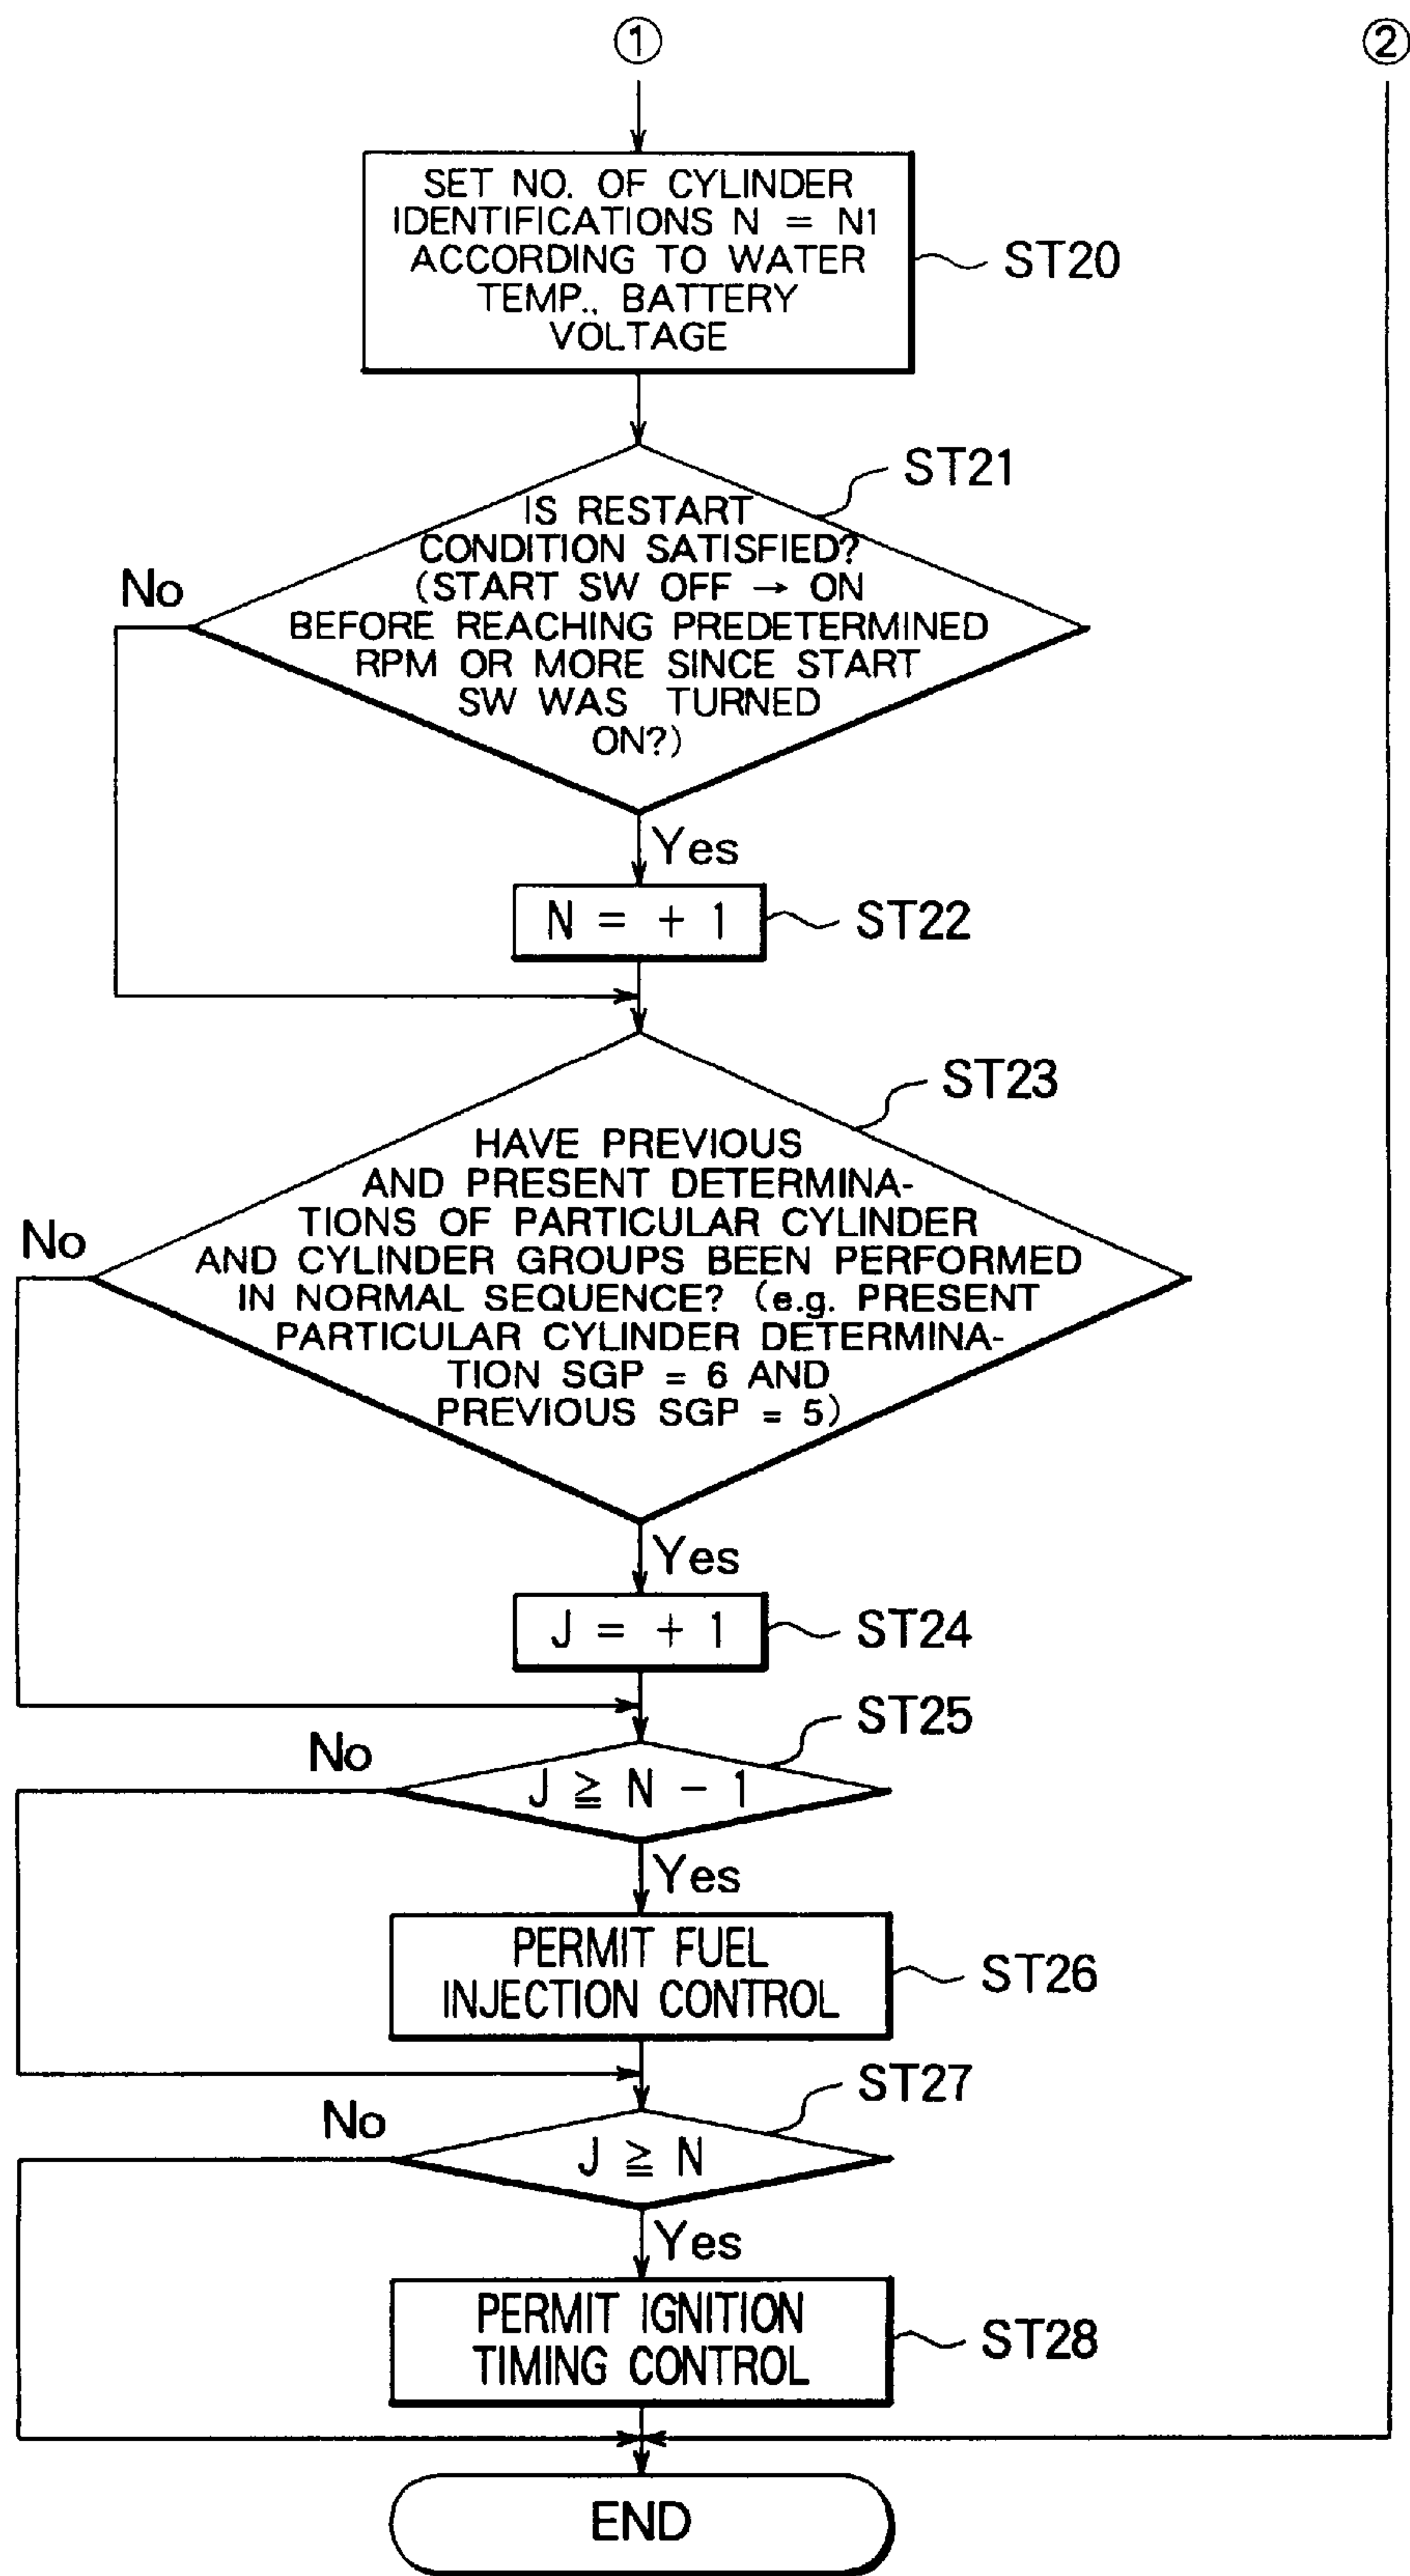 ① ②
SET NO. OF CYLINDER
IDENTIFICATIONS N = N1
ACCORDING TO WATER
TEMP., BATTERY
VOLTAGE
ST20
ST21
IS RESTART
CONDITION SATISFIED?
(START SW OFF → ON
BEFORE REACHING PREDETERMINED
RPM OR MORE SINCE START
SW WAS TURNED
ON?)
No
Yes
N = + 1
ST22
ST23
HAVE PREVIOUS
AND PRESENT DETERMINA-
TIONS OF PARTICULAR CYLINDER
AND CYLINDER GROUPS BEEN PERFORMED
IN NORMAL SEQUENCE? (e.g. PRESENT
PARTICULAR CYLINDER DETERMINA-
TION SGP = 6 AND
PREVIOUS SGP = 5)
No
Yes
J = + 1
ST24
ST25
No
J ≧ N - 1
Yes
PERMIT FUEL
INJECTION CONTROL
ST26
ST27
No
J ≧ N
Yes
PERMIT IGNITION
TIMING CONTROL
ST28
END